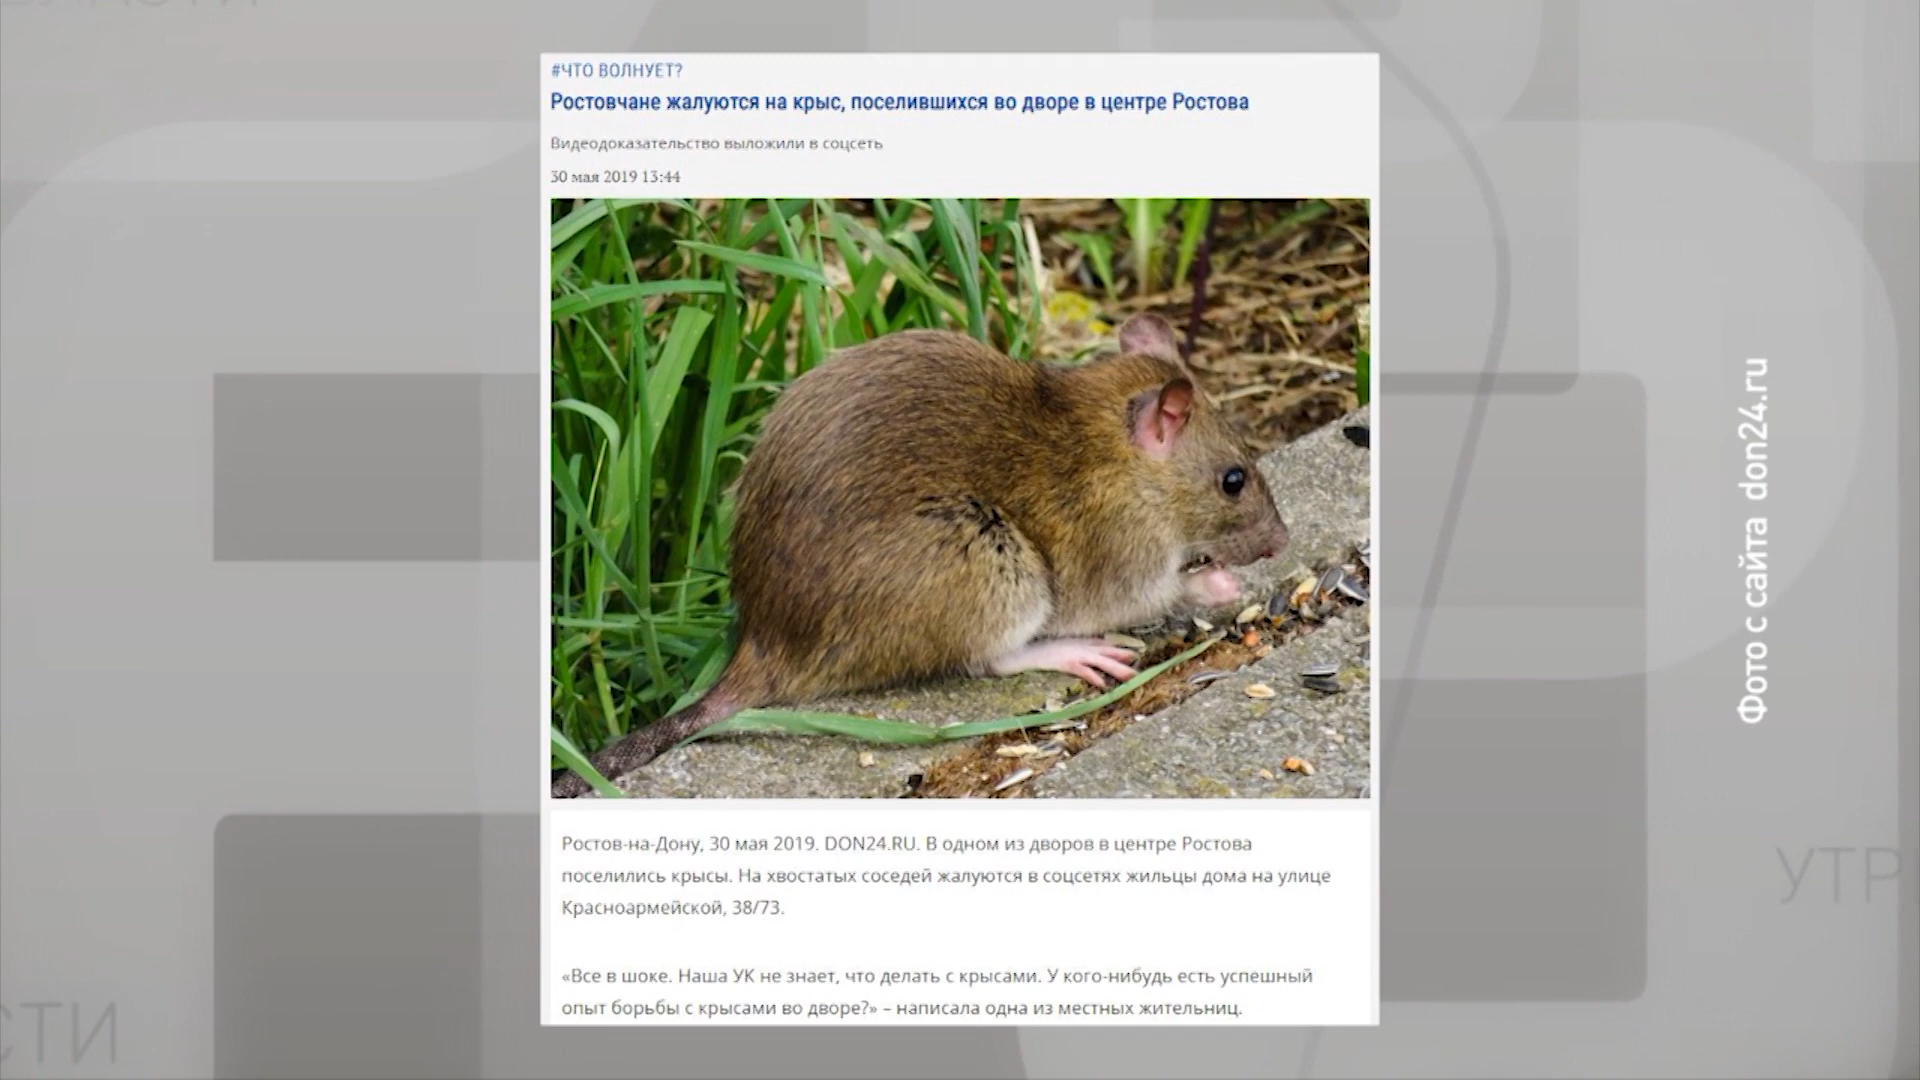 #ЧТО ВОЛНУЕТ?
Ростовчане жалуются на крыс, поселившихся во дворе в центре Ростова
Видеодоказательство выложили в соцсеть
30 мая 2019 13:44
Ростов-на-Дону, 30 мая 2019. DON24.RU. В одном из дворов в центре Ростова
поселились крысы. На хвостатых соседей жалуются в соцсетях жильцы дома на улице
Красноармейской, 38/73.
«Все в шоке. Наша УК не знает, что делать с крысами. У кого-нибудь есть успешный
опыт борьбы с крысами во дворе?» – написала одна из местных жительниц.
Фото с сайта don24.ru